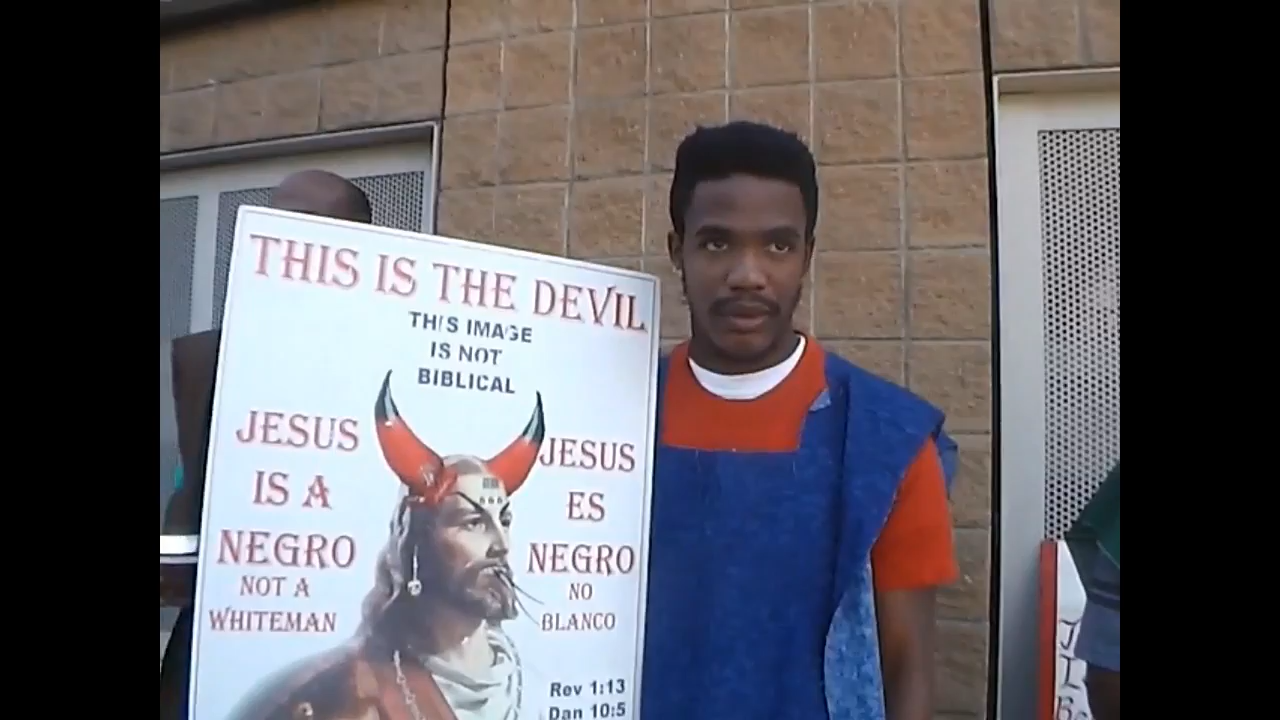 THIS IS THE DEVIL
THIS IMAGE
IS NOT
BIBLICAL
JESUS
IS A
NEGRO
NOT A
WHITEMAN
JESUS
ES
NEGRO
NO
BLANCO
Rev 1:13
Dan 10:5